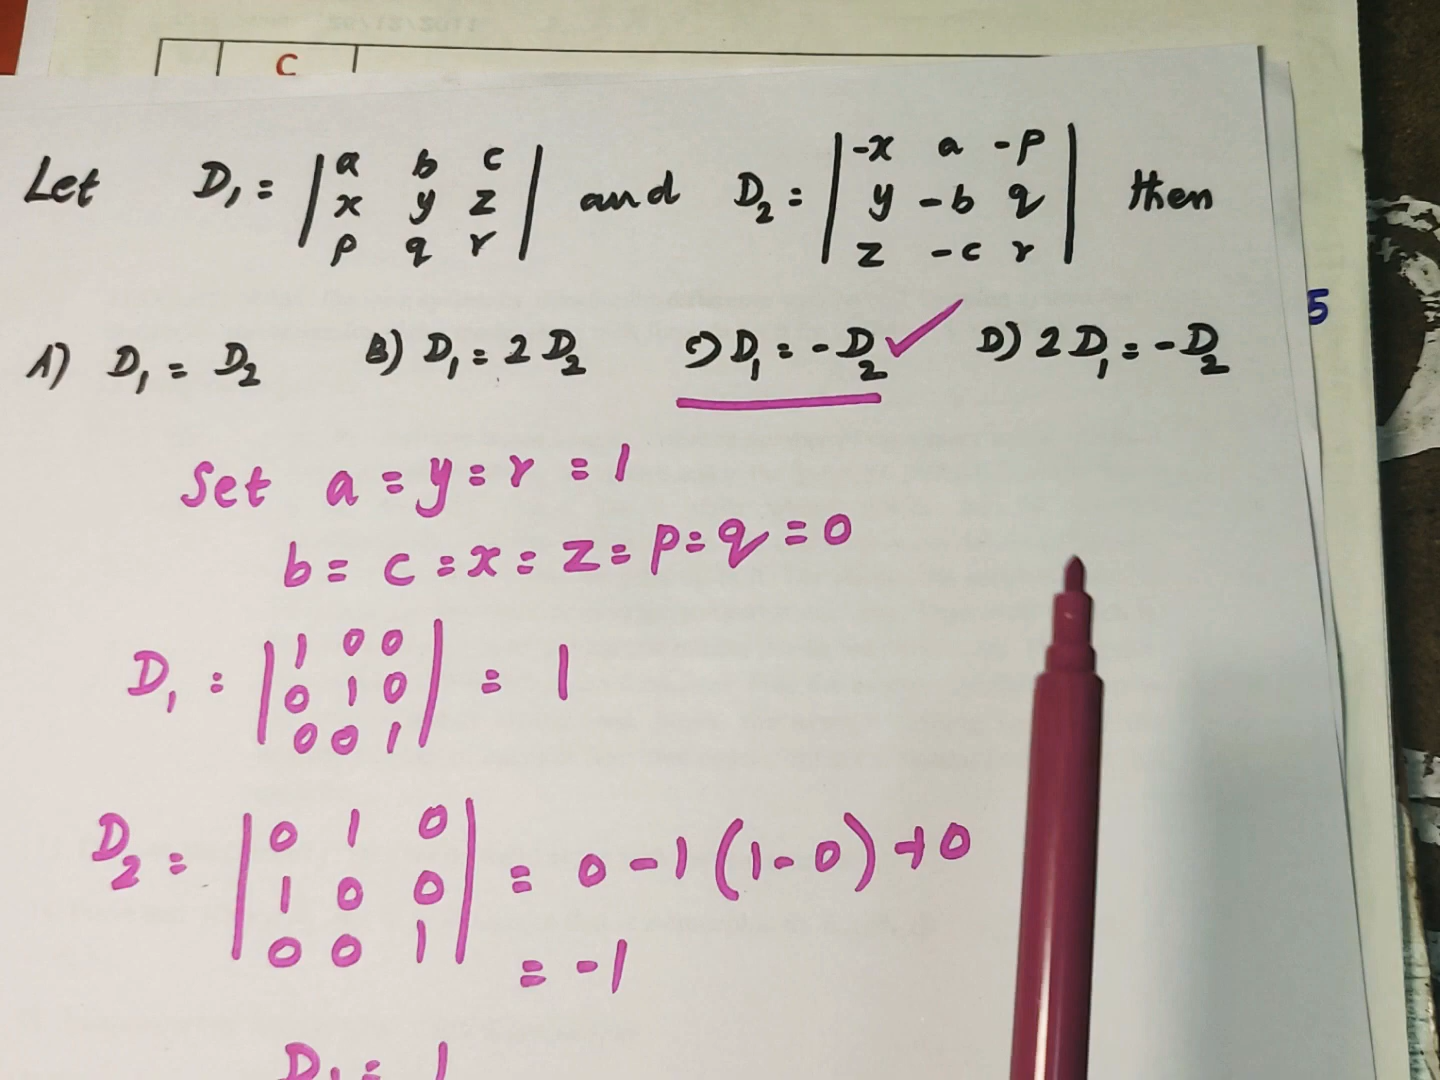 C
Let D₁ = | a b c | and D₂ = | -x a -p | then
| x y z | | y -b q |
| p q r | | z -c r |
5
A) D₁ = D₂ B) D₁ = 2D₂ C) D₁ = -D₂ ✓ D) 2D₁ = -D₂
Set a = y = r = 1
b = c = x = z = p = q = 0
D₁ = | 1 0 0 | = 1
| 0 1 0 |
| 0 0 1 |
D₂ = | 0 1 0 | = 0 - 1 (1 - 0) + 0
| 1 0 0 |
| 0 0 1 | = -1
D₁ = 1